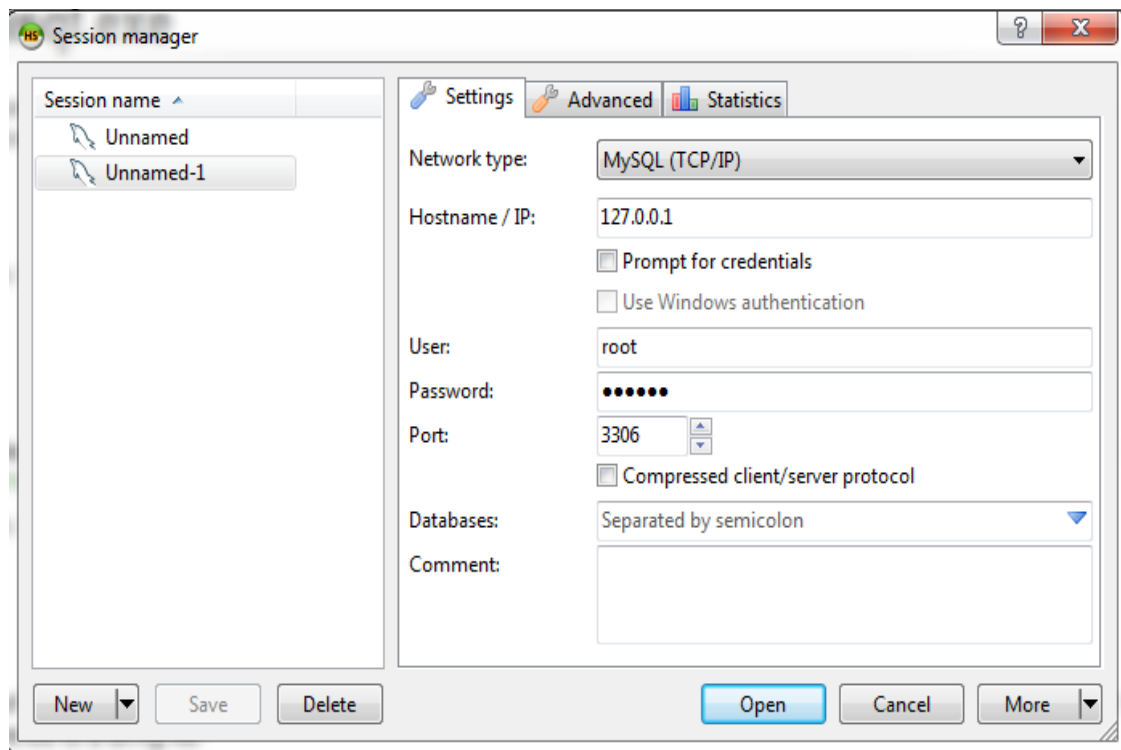 HS Session manager
Session name
Unnamed
Unnamed-1
Settings Advanced Statistics
Network type: MySQL (TCP/IP)
Hostname / IP: 127.0.0.1
Prompt for credentials
Use Windows authentication
User: root
Password: ••••••
Port: 3306
Compressed client/server protocol
Databases: Separated by semicolon
Comment:
New Save Delete Open Cancel More